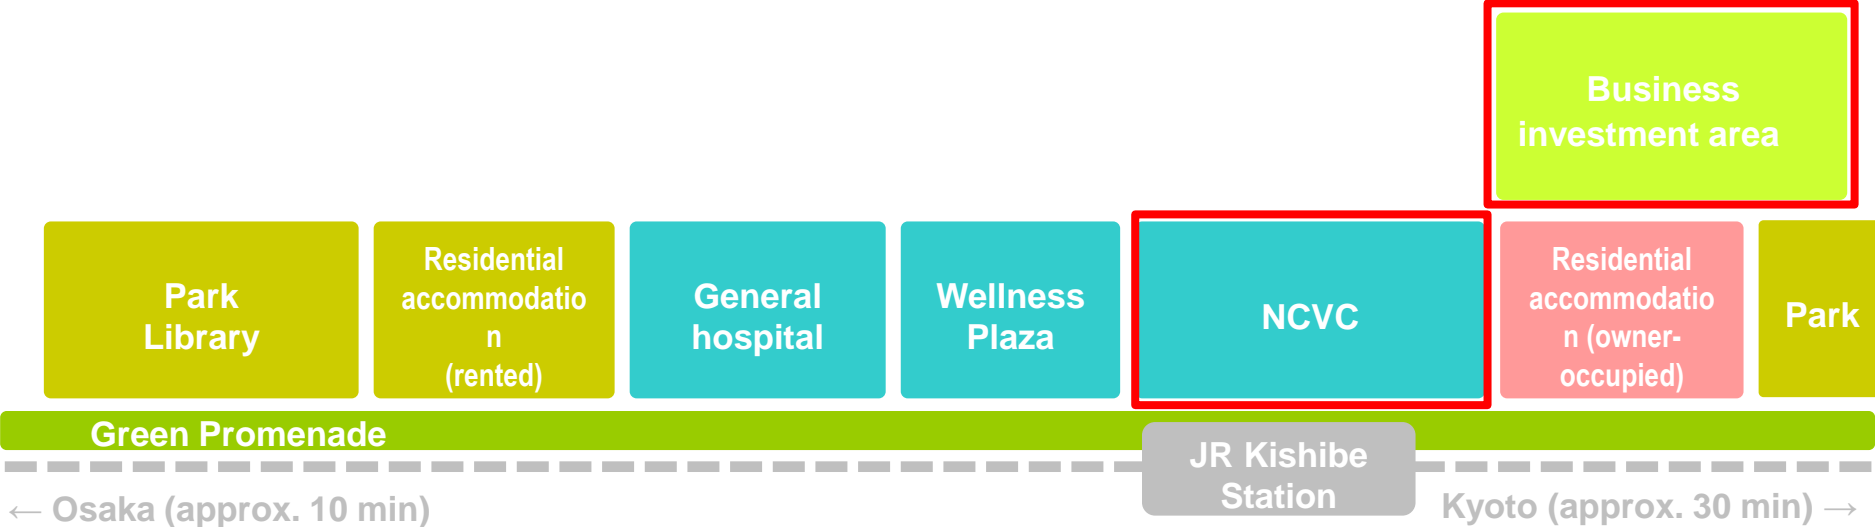 Business
investment area
Park
Library
Residential
accommodatio
n
(rented)
General
hospital
Wellness
Plaza
NCVC
Residential
accommodatio
n (owner-
occupied)
Park
Green Promenade
JR Kishibe
Station
← Osaka (approx. 10 min)
Kyoto (approx. 30 min) →